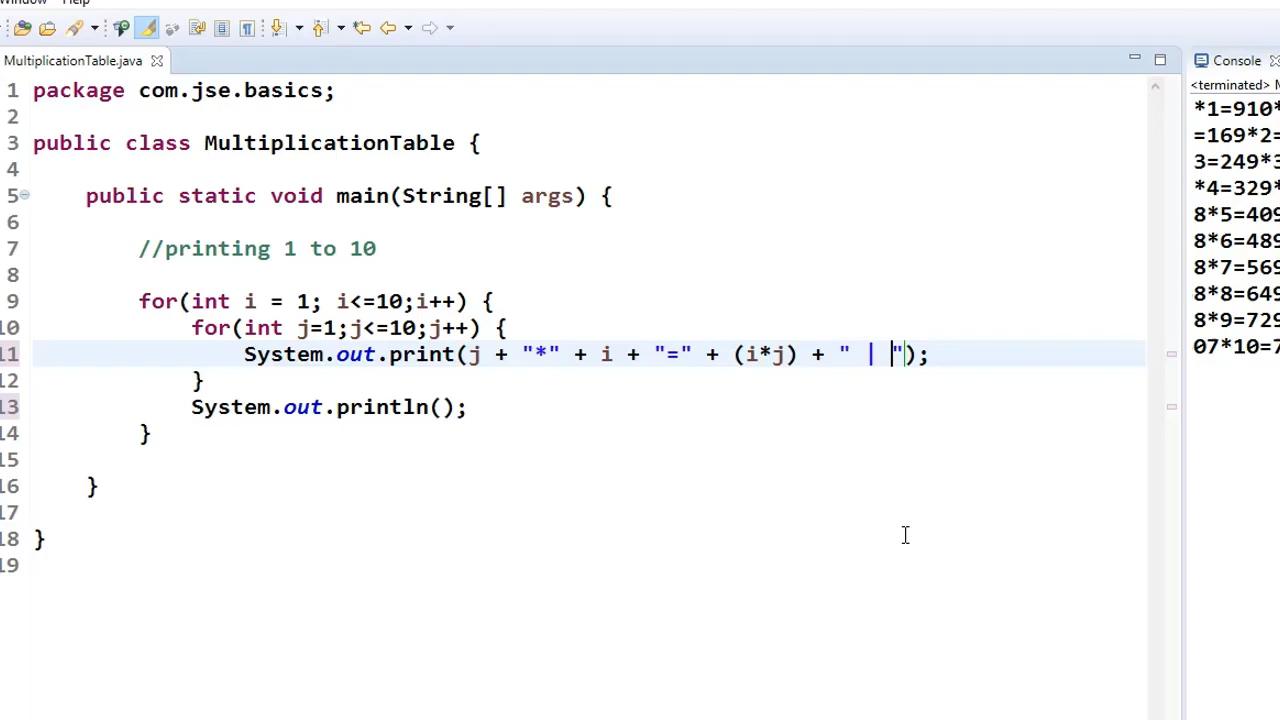 Window Help
MultiplicationTable.java
Console
<terminated> M
1 package com.jse.basics;
2
3 public class MultiplicationTable {
4
5 public static void main(String[] args) {
6
7 //printing 1 to 10
8
9 for(int i = 1; i<=10;i++) {
10 for(int j=1;j<=10;j++) {
11 System.out.print(j + "*" + i + "=" + (i*j) + " | ");
12 }
13 System.out.println();
14 }
15
16 }
17
18 }
19
*1=910*
=169*2=
3=249*3
*4=329*
8*5=409
8*6=489
8*7=569
8*8=649
8*9=729
07*10=7